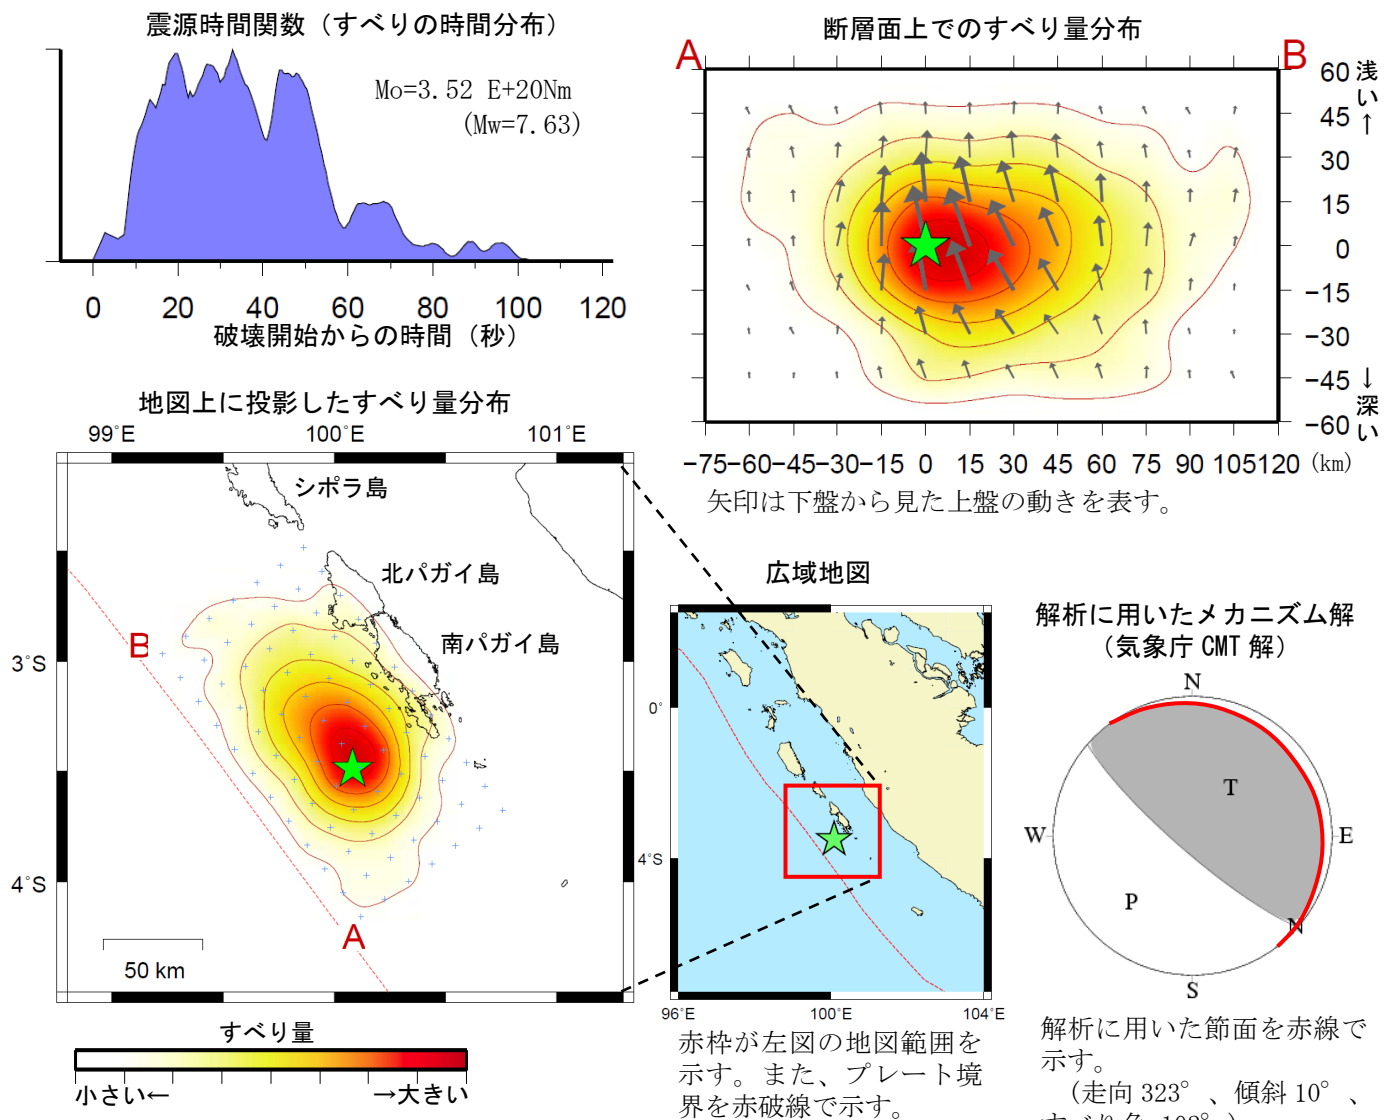 震源時間関数（すべりの時間分布）
Mo=3.52 E+20Nm
(Mw=7.63)
0 20 40 60 80 100 120
破壊開始からの時間（秒）
断層面上でのすべり量分布
A B
60 浅い↑
45
30
15
0
-15
-30
-45 ↓深い
-60
-75 -60 -45 -30 -15 0 15 30 45 60 75 90 105 120 (km)
矢印は下盤から見た上盤の動きを表す。
地図上に投影したすべり量分布
99°E 100°E 101°E
シポラ島
北パガイ島
南パガイ島
B
3°S
4°S
A
50 km
すべり量
小さい← →大きい
広域地図
0°
4°S
96°E 100°E 104°E
赤枠が左図の地図範囲を
示す。また、プレート境
界を赤破線で示す。
解析に用いたメカニズム解
（気象庁 CMT 解）
N
T
W E
P
N
S
解析に用いた節面を赤線で
示す。
（走向 323°、傾斜 10°、